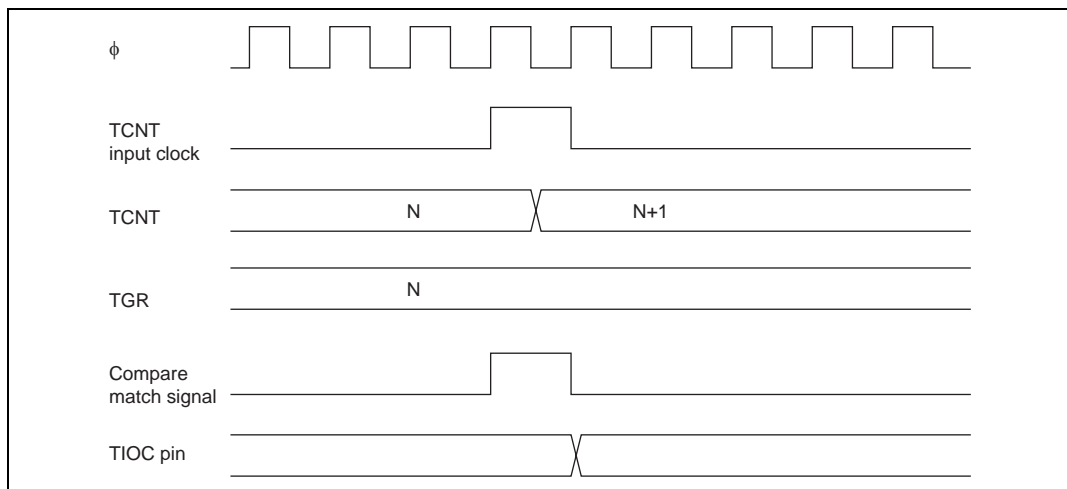 ϕ
TCNT
input clock
TCNT
N
N+1
TGR
N
Compare
match signal
TIOC pin